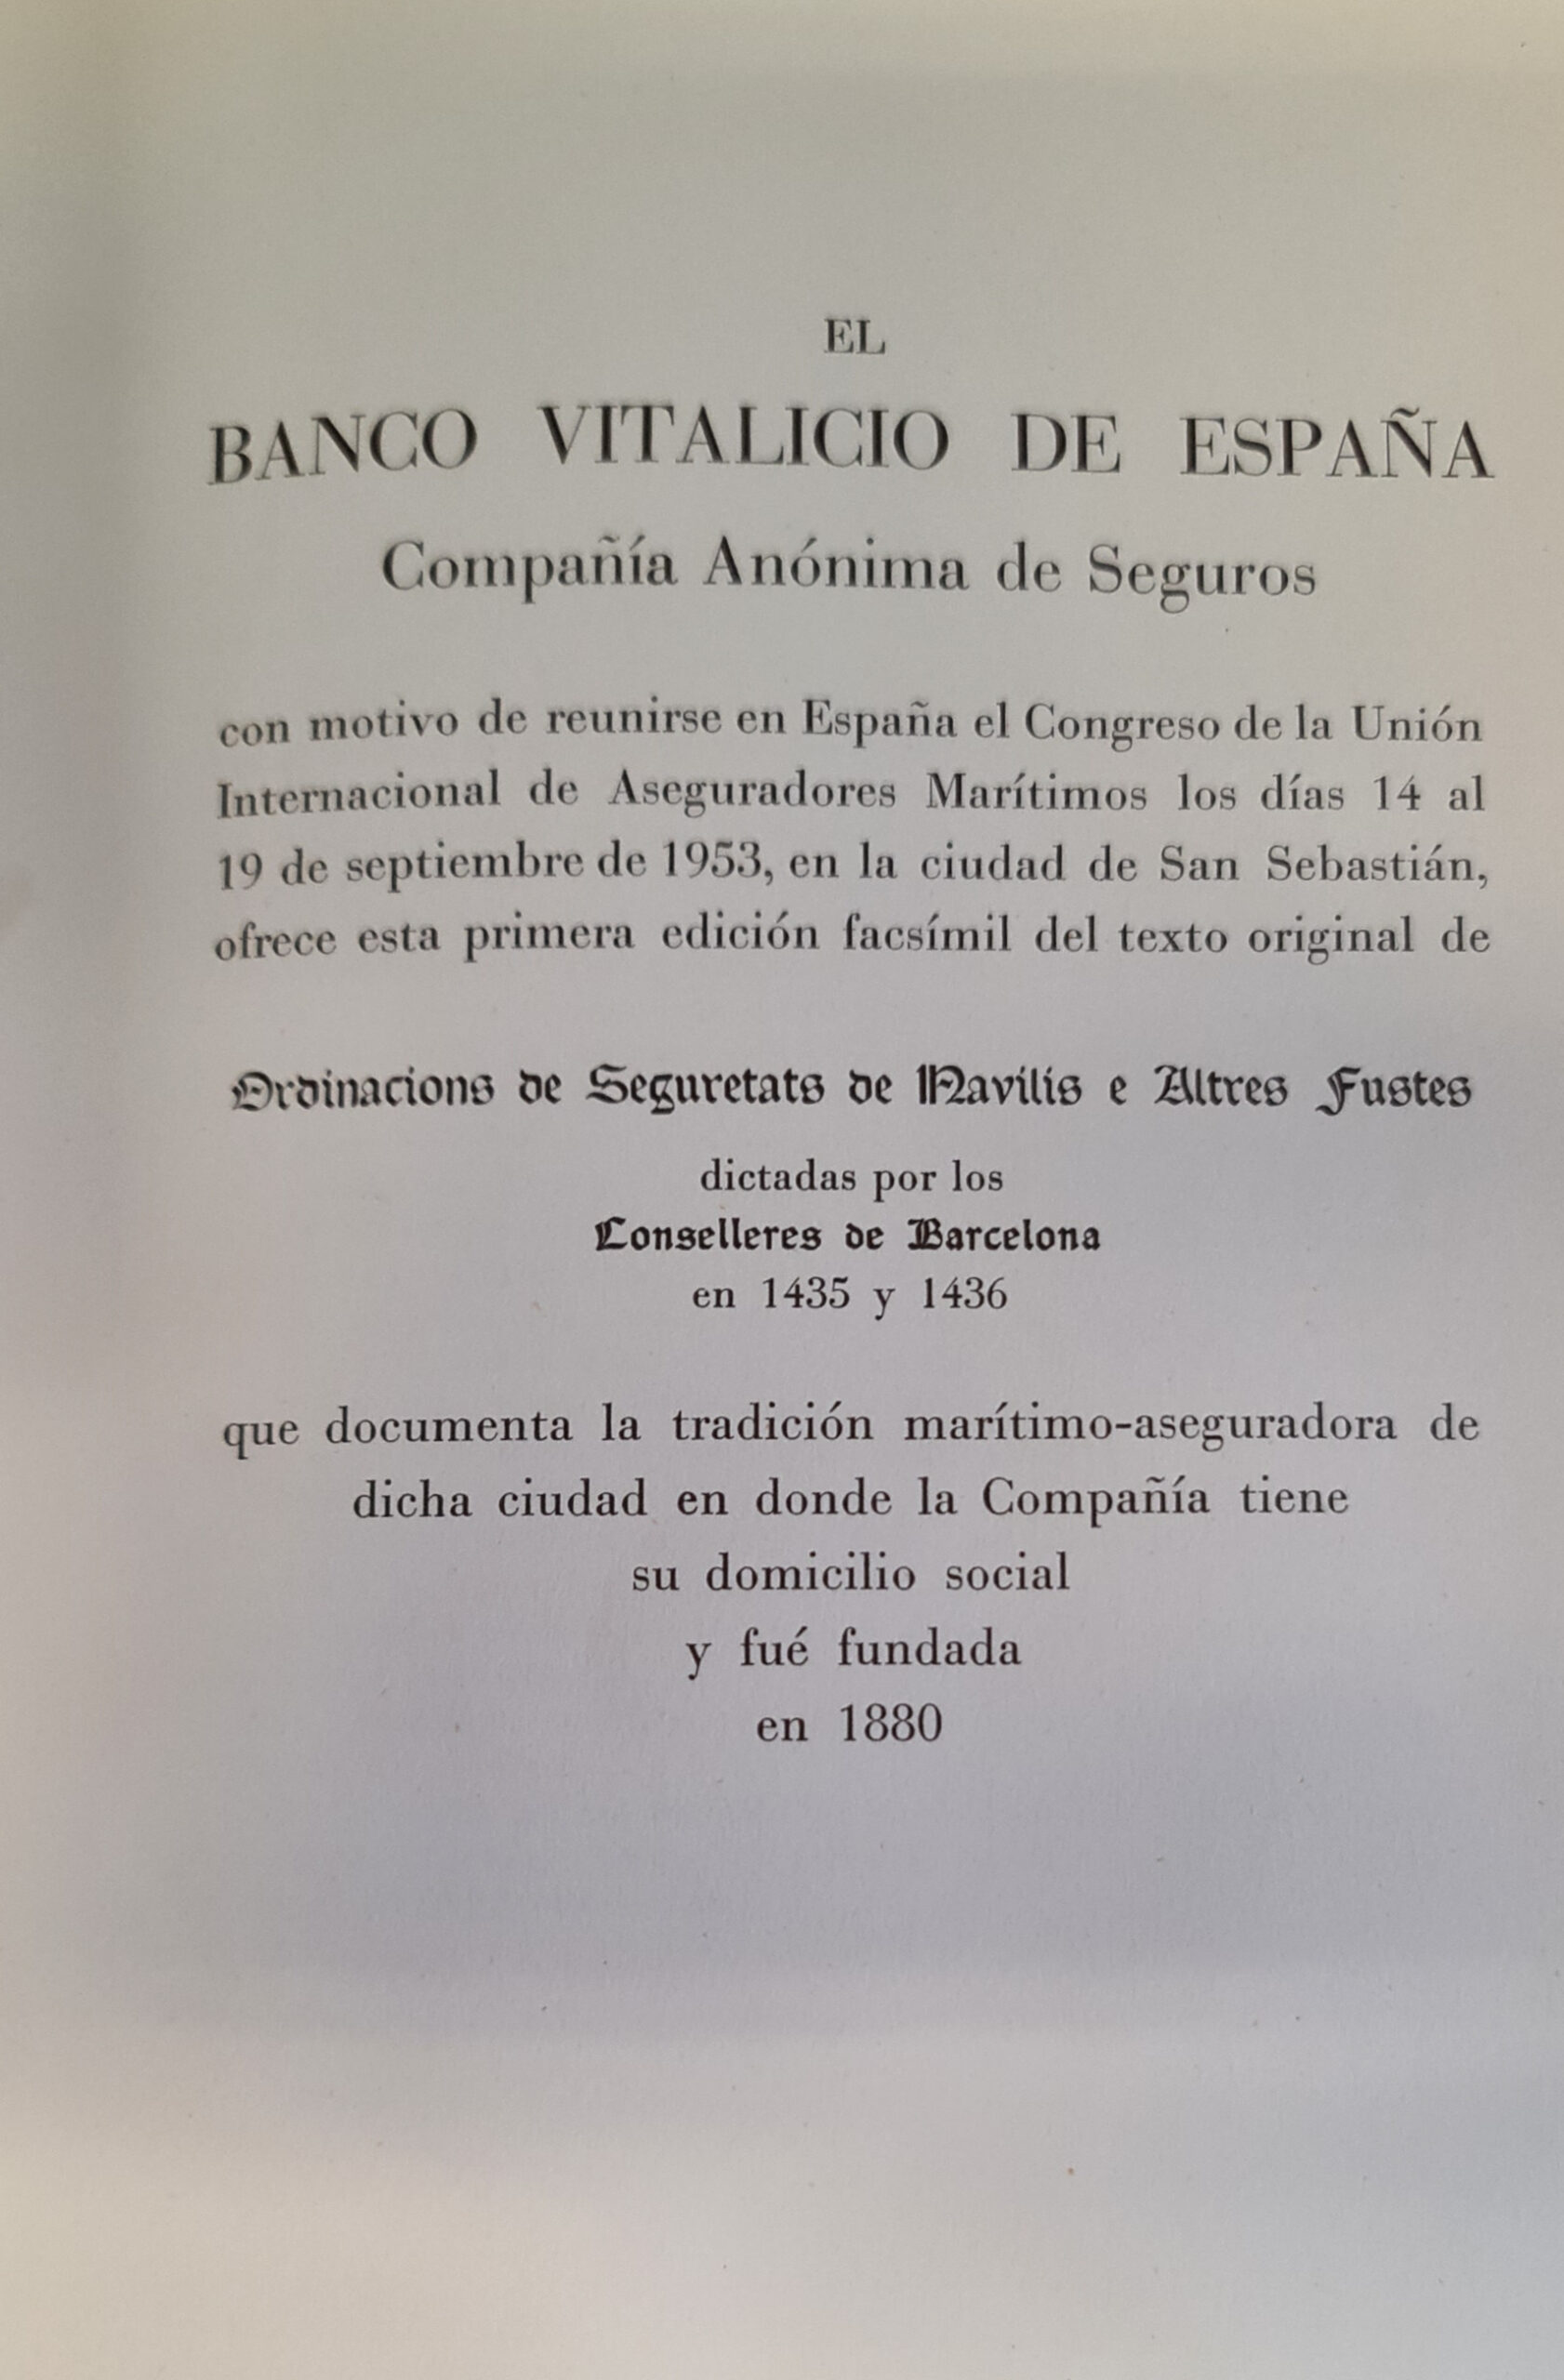 EL
BANCO VITALICIO DE ESPAÑA
Compañía Anónima de Seguros
con motivo de reunirse en España el Congreso de la Unión
Internacional de Aseguradores Marítimos los días 14 al
19 de septiembre de 1953, en la ciudad de San Sebastián,
ofrece esta primera edición facsímil del texto original de
Ordinacions de Seguretats de Navilis e Altres Fustes
dictadas por los
Conselleres de Barcelona
en 1435 y 1436
que documenta la tradición marítimo-aseguradora de
dicha ciudad en donde la Compañía tiene
su domicilio social
y fué fundada
en 1880